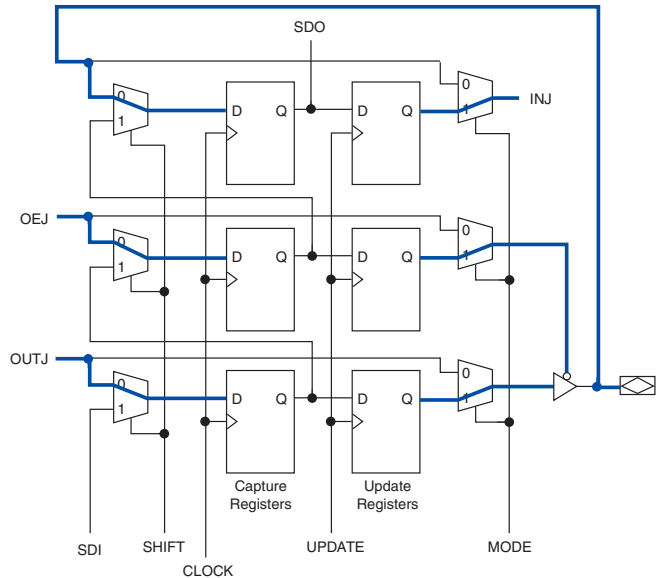 SDO
0
1
D Q
D Q
0
1
INJ
OEJ
0
1
D Q
D Q
0
1
OUTJ
0
1
D Q
D Q
0
1
Capture
Registers
Update
Registers
SDI
SHIFT
CLOCK
UPDATE
MODE